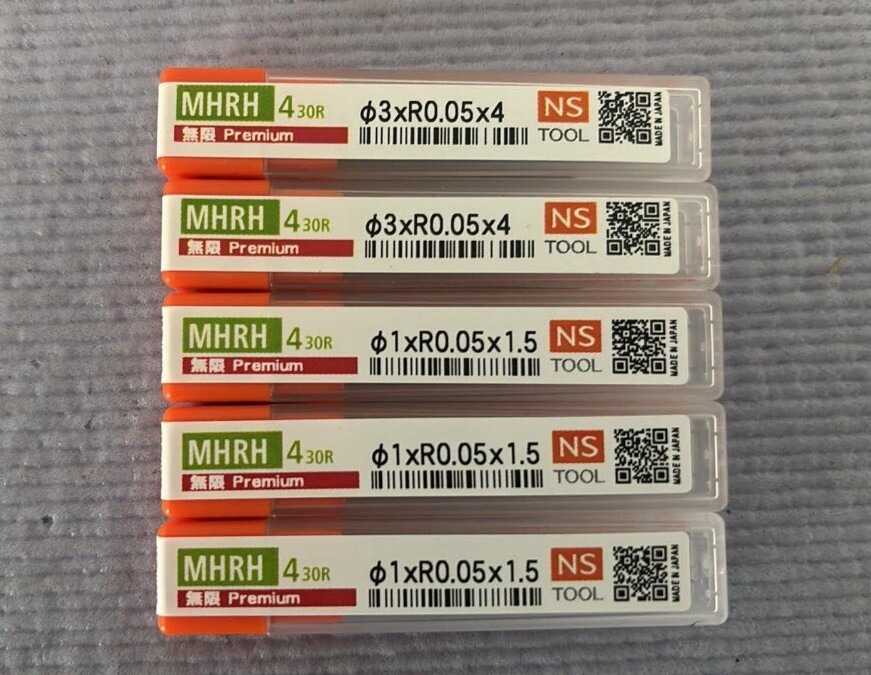 MHRH 430R φ3xR0.05x4 NS
無限 Premium TOOL
MADE IN JAPAN
MHRH 430R φ3xR0.05x4 NS
無限 Premium TOOL
MADE IN JAPAN
MHRH 430R φ1xR0.05x1.5 NS
無限 Premium TOOL
MADE IN JAPAN
MHRH 430R φ1xR0.05x1.5 NS
無限 Premium TOOL
MADE IN JAPAN
MHRH 430R φ1xR0.05x1.5 NS
無限 Premium TOOL
MADE IN JAPAN